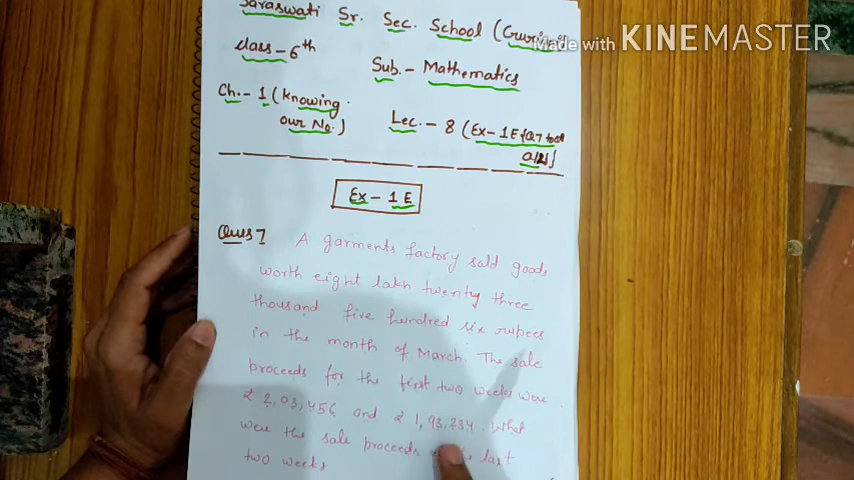 Saraswati Sr. Sec. School
Made with KINEMASTER
class - 6th
Sub. - Mathematics
Ch. - 1 (Knowing our No.)
Lec. - 8 (Ex - 1E
Ex - 1E
Ques 7 A garments factory sold goods
worth eight lakh twenty three
thousand five hundred six rupees
in the month of March. The sale
proceeds for the first two weeks were
₹ 2,03,456 and ₹ 1,93,234. What
were the sale proceeds last
two weeks